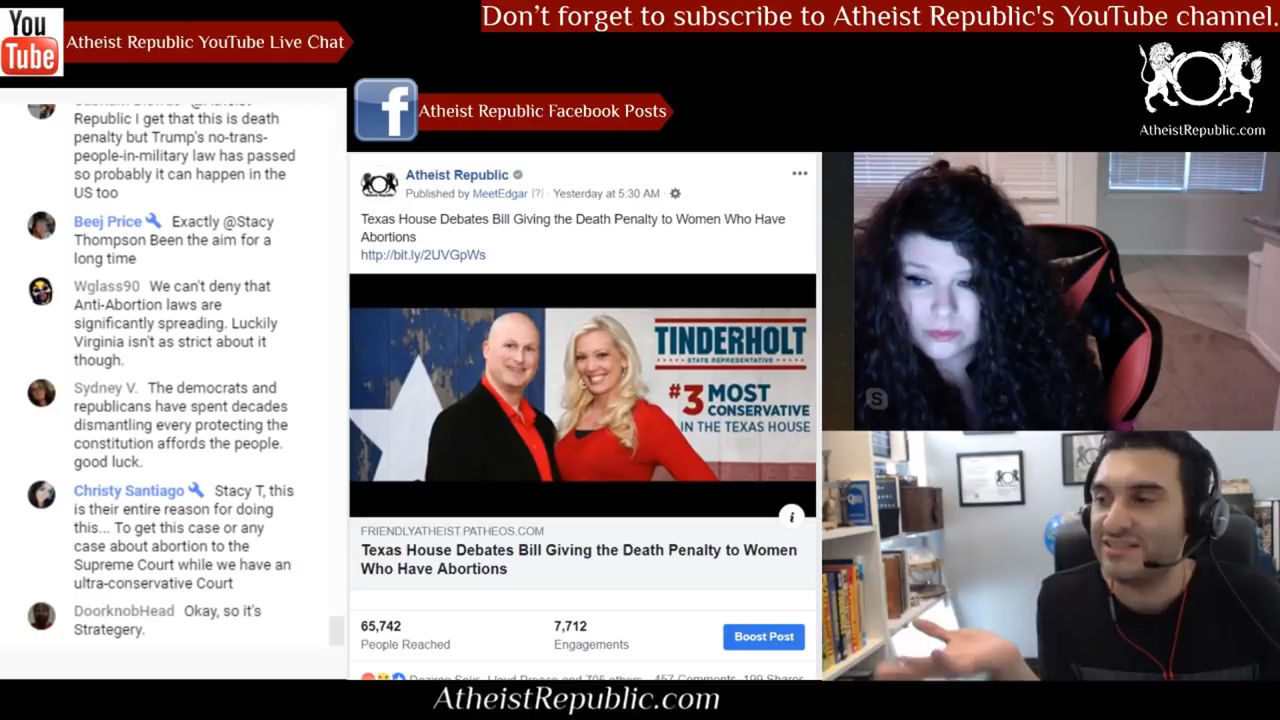 Don't forget to subscribe to Atheist Republic's YouTube channel.
You
Tube
Atheist Republic YouTube Live Chat
AtheistRepublic.com
Atheist Republic Facebook Posts
Republic I get that this is death
penalty but Trump's no-trans-
people-in-military law has passed
so probably it can happen in the
US too
Beej Price Exactly @Stacy
Thompson Been the aim for a
long time
Wglass90 We can't deny that
Anti-Abortion laws are
significantly spreading. Luckily
Virginia isn't as strict about it
though.
Sydney V. The democrats and
republicans have spent decades
dismantling every protecting the
constitution affords the people.
good luck.
Christy Santiago Stacy T, this
is their entire reason for doing
this... To get this case or any
case about abortion to the
Supreme Court while we have an
ultra-conservative Court
DoorknobHead Okay, so it's
Strategery.
Atheist Republic
Published by MeetEdgar [?] · Yesterday at 5:30 AM ·
Texas House Debates Bill Giving the Death Penalty to Women Who Have
Abortions
http://bit.ly/2UVGpWs
TINDERHOLT
STATE REPRESENTATIVE
#3 MOST
CONSERVATIVE
IN THE TEXAS HOUSE
FRIENDLYATHEIST.PATHEOS.COM
Texas House Debates Bill Giving the Death Penalty to Women
Who Have Abortions
65,742
People Reached
7,712
Engagements
Boost Post
457 Comments 199 Shares
AtheistRepublic.com